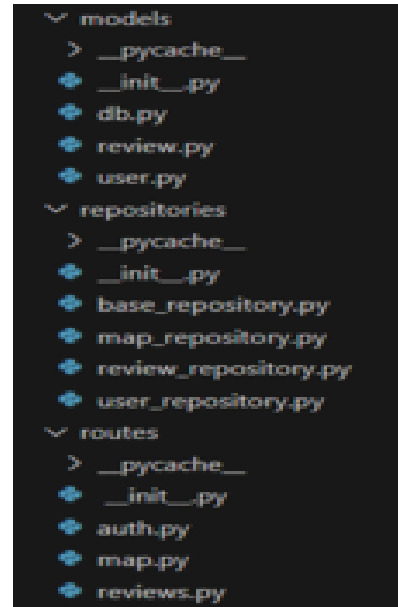 models
__pycache__
__init__.py
db.py
review.py
user.py
repositories
__pycache__
__init__.py
base_repository.py
map_repository.py
review_repository.py
user_repository.py
routes
__pycache__
__init__.py
auth.py
map.py
reviews.py